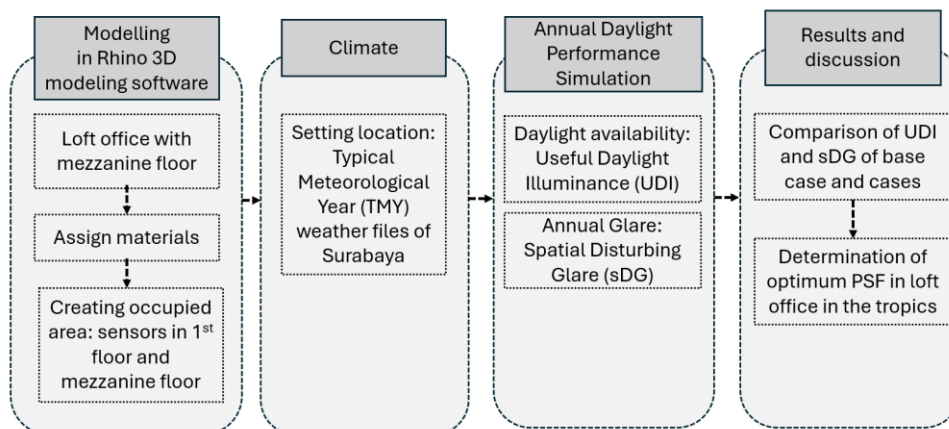 Modelling
in Rhino 3D
modeling software
Loft office with
mezzanine floor
Assign materials
Creating occupied
area: sensors in 1st
floor and
mezzanine floor
Climate
Setting location:
Typical
Meteorological
Year (TMY)
weather files of
Surabaya
Annual Daylight
Performance
Simulation
Daylight availability:
Useful Daylight
Illuminance (UDI)
Annual Glare:
Spatial Disturbing
Glare (sDG)
Results and
discussion
Comparison of UDI
and sDG of base
case and cases
Determination of
optimum PSF in loft
office in the tropics